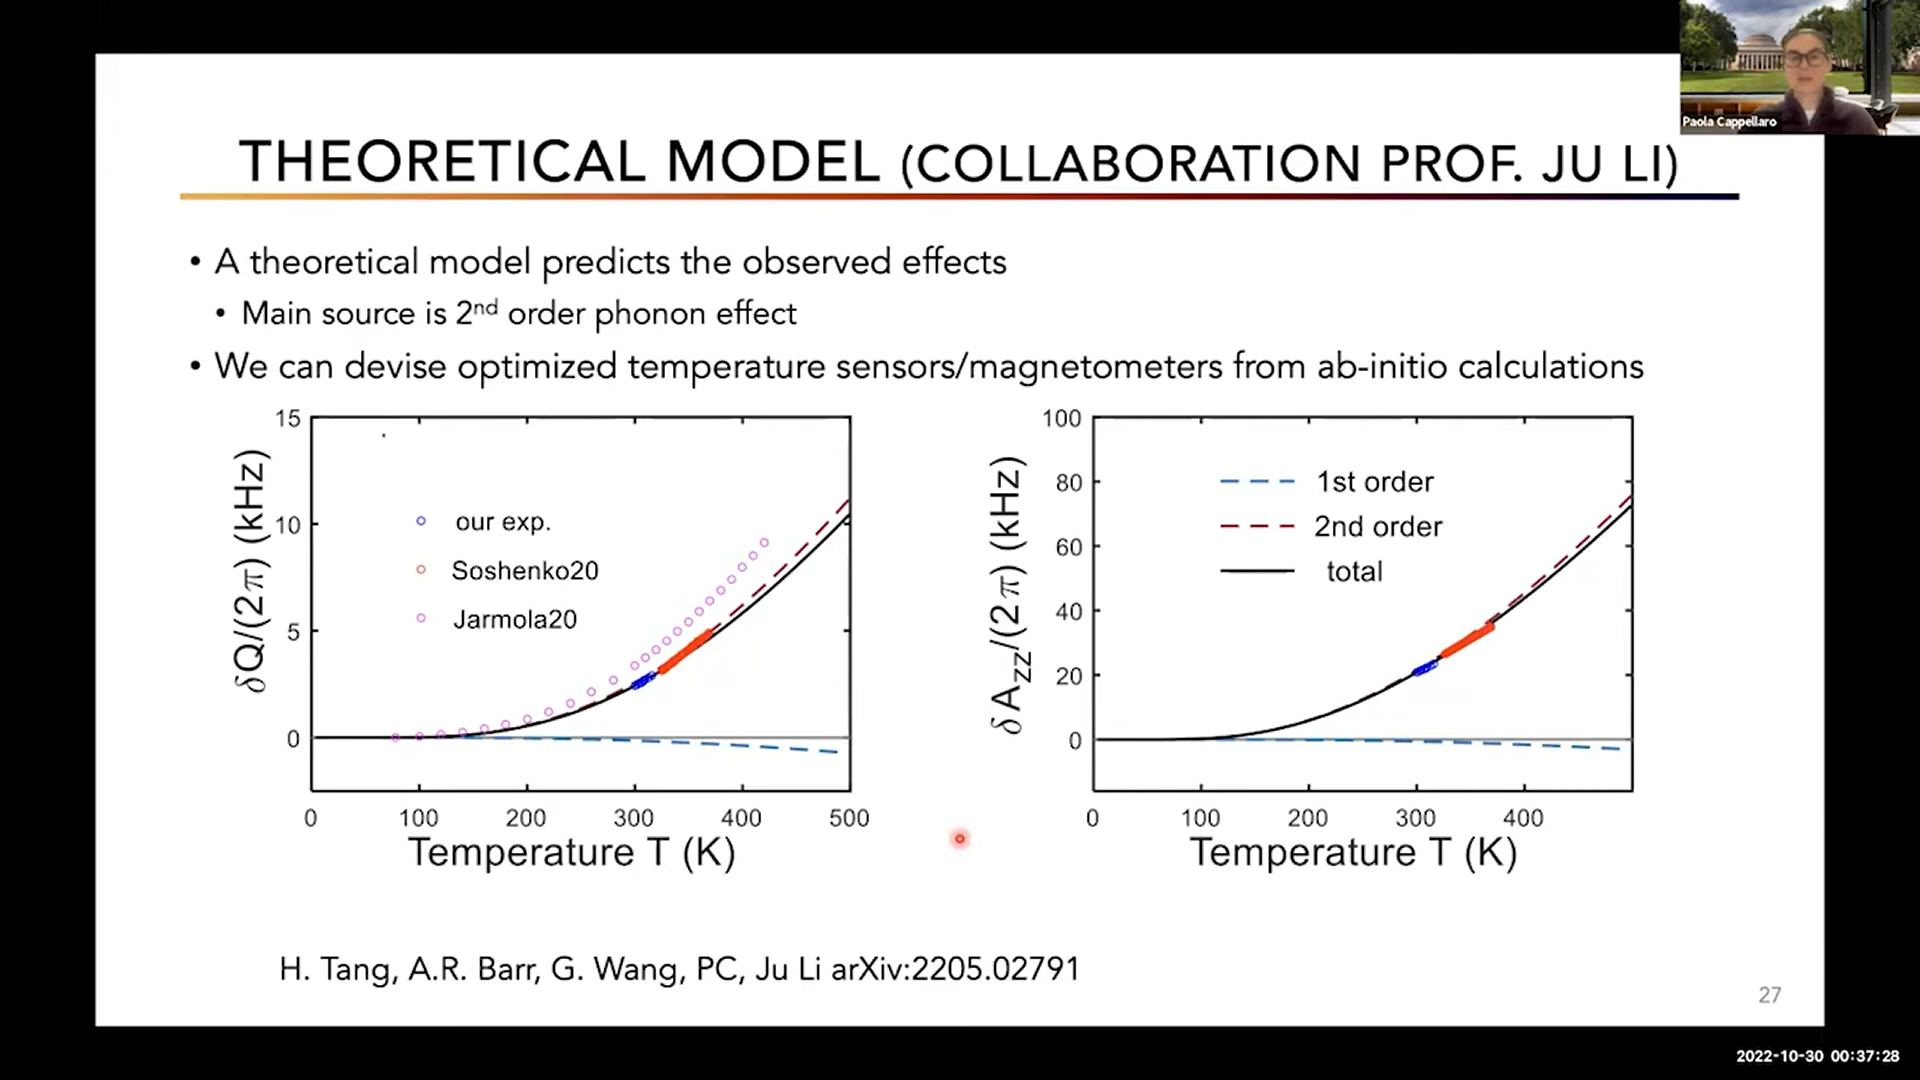 Paola Cappellaro
THEORETICAL MODEL (COLLABORATION PROF. JU LI)
• A theoretical model predicts the observed effects
• Main source is 2nd order phonon effect
• We can devise optimized temperature sensors/magnetometers from ab-initio calculations
15
10
5
0
δQ/(2π) (kHz)
our exp.
Soshenko20
Jarmola20
0 100 200 300 400 500
Temperature T (K)
100
80
60
40
20
0
δAzz/(2π) (kHz)
1st order
2nd order
total
0 100 200 300 400
Temperature T (K)
H. Tang, A.R. Barr, G. Wang, PC, Ju Li arXiv:2205.02791
27
2022-10-30 00:37:28